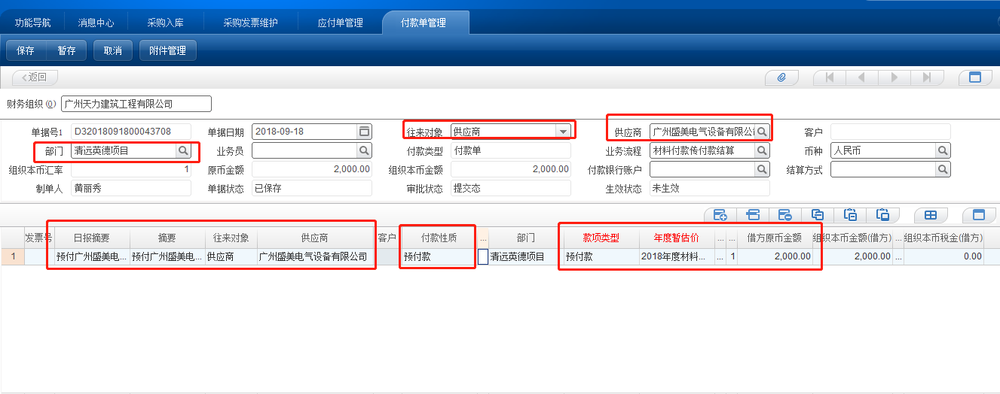 功能导航 消息中心 采购入库 采购发票维护 应付单管理 付款单管理
保存 暂存 取消 附件管理
返回
财务组织(O) 广州天力建筑工程有限公司
单据号1 D32018091800043708 单据日期 2018-09-18 往来对象 供应商 供应商 广州盛美电气设备有限公司 客户
部门 清远英德项目 业务员 付款类型 付款单 业务流程 材料付款传付款结算 币种 人民币
组织本币汇率 1 原币金额 2,000.00 组织本币金额 2,000.00 付款银行账户 结算方式
制单人 黄丽秀 单据状态 已保存 审批状态 提交态 生效状态 未生效
发票号 日报摘要 摘要 往来对象 供应商 客户 付款性质 ... 部门 款项类型 年度暂估价 ... ... 借方原币金额 组织本币金额(借方) ... 组织本币税金(借方)
1 预付广州盛美电... 预付广州盛美电... 供应商 广州盛美电气设备有限公司 预付款 清远英德项目 预付款 2018年度材料... ... 1 2,000.00 2,000.00 ... 0.00